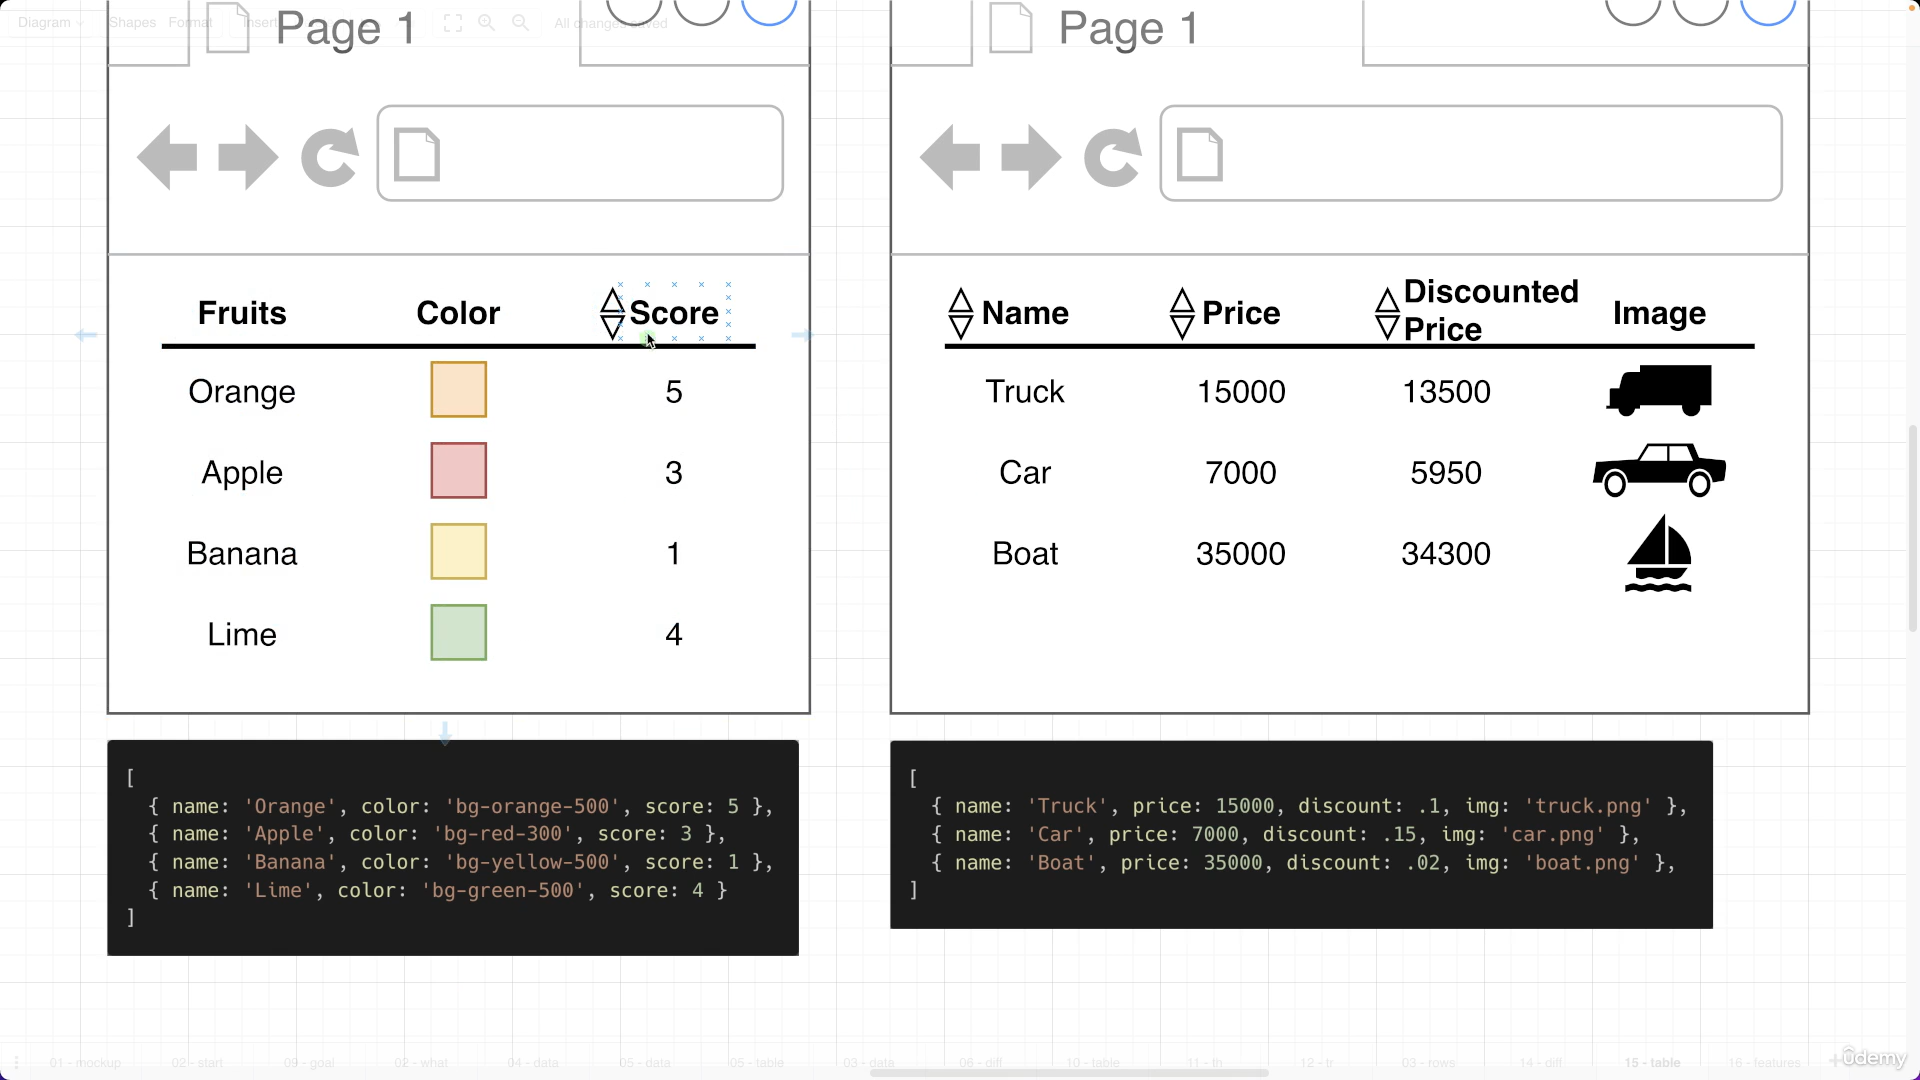 Diagram Shapes Format Insert All changes saved
Page 1
Page 1
Fruits Color Score
Orange 5
Apple 3
Banana 1
Lime 4
Name Price Discounted Price Image
Truck 15000 13500
Car 7000 5950
Boat 35000 34300
[
{ name: 'Orange', color: 'bg-orange-500', score: 5 },
{ name: 'Apple', color: 'bg-red-300', score: 3 },
{ name: 'Banana', color: 'bg-yellow-500', score: 1 },
{ name: 'Lime', color: 'bg-green-500', score: 4 }
]
[
{ name: 'Truck', price: 15000, discount: .1, img: 'truck.png' },
{ name: 'Car', price: 7000, discount: .15, img: 'car.png' },
{ name: 'Boat', price: 35000, discount: .02, img: 'boat.png' },
]
01 - mockup 02 - start 09 - goal 02 - what 04 - data 05 - data 05 - table 03 - data 06 - diff 10 - table 11 - th 12 - tr 03 - rows 14 - diff 15 - table 16 - features
ûdemy